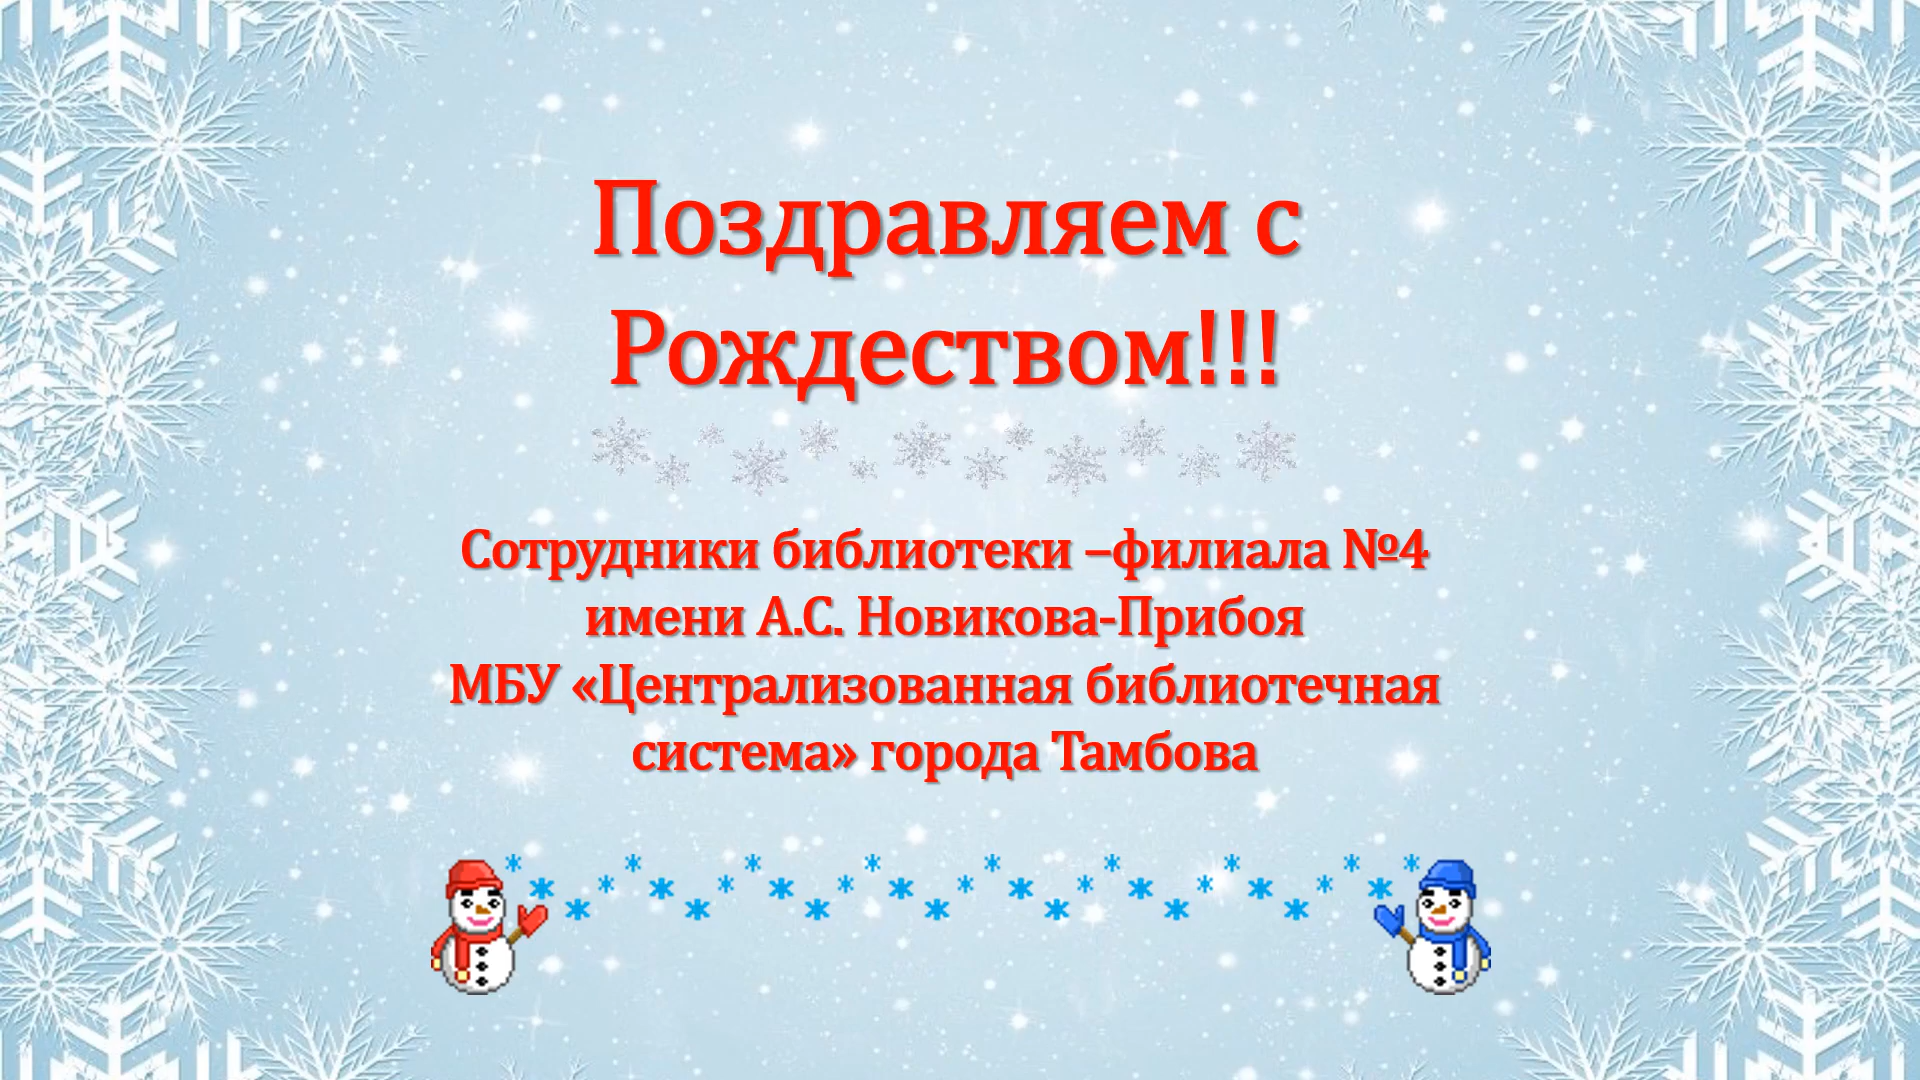 Поздравляем с
Рождеством!!!
Сотрудники библиотеки –филиала №4
имени А.С. Новикова-Прибоя
МБУ «Централизованная библиотечная
система» города Тамбова